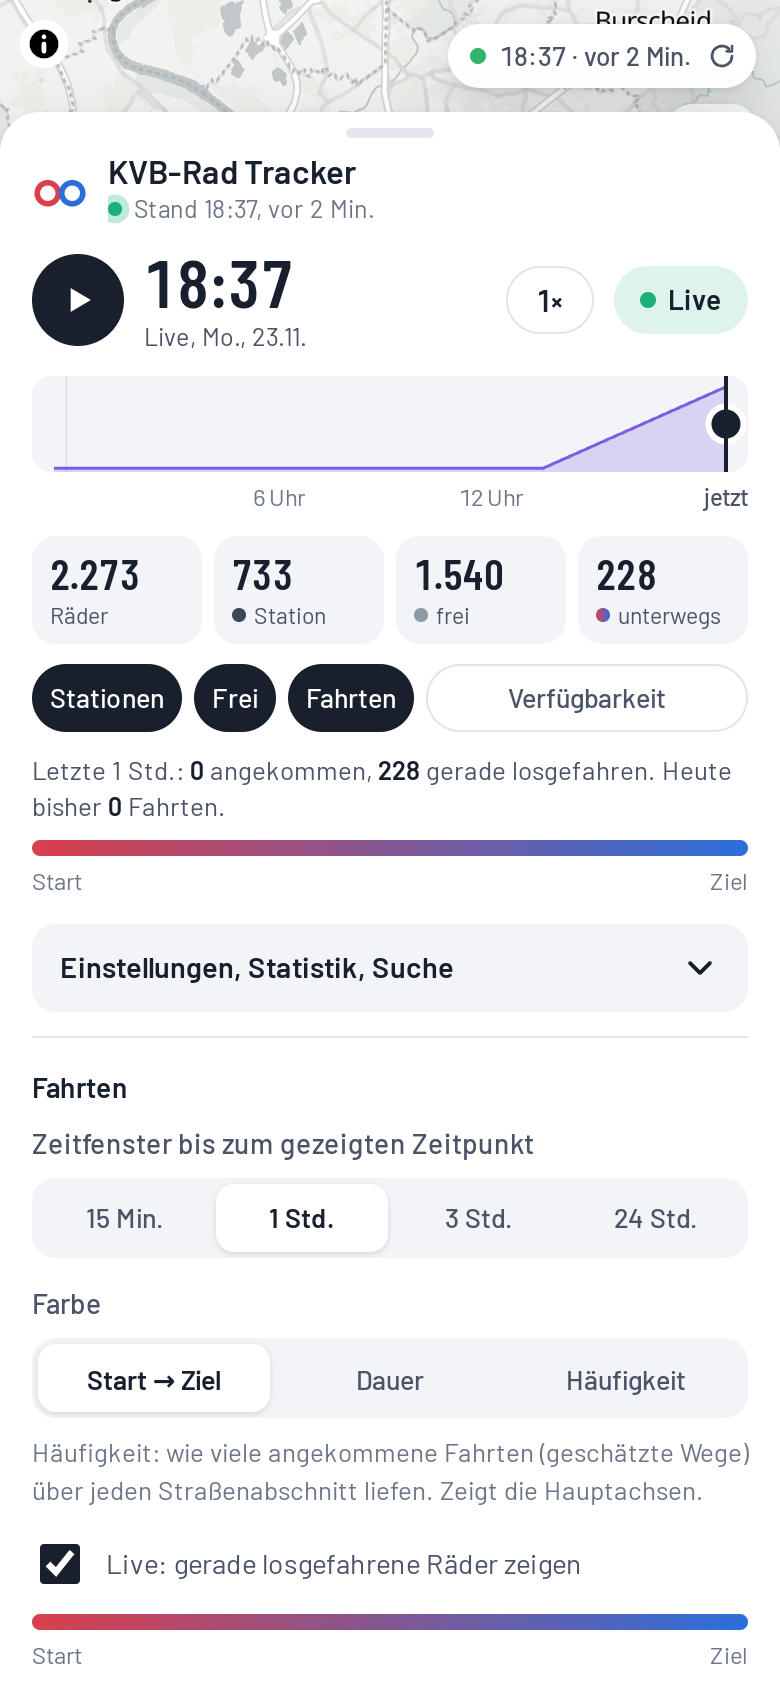 Burscheid
18:37 · vor 2 Min.
KVB-Rad Tracker
Stand 18:37, vor 2 Min.
18:37
Live, Mo., 23.11.
1×
Live
6 Uhr
12 Uhr
jetzt
2.273
Räder
733
Station
1.540
frei
228
unterwegs
Stationen
Frei
Fahrten
Verfügbarkeit
Letzte 1 Std.: 0 angekommen, 228 gerade losgefahren. Heute
bisher 0 Fahrten.
Start
Ziel
Einstellungen, Statistik, Suche
Fahrten
Zeitfenster bis zum gezeigten Zeitpunkt
15 Min.
1 Std.
3 Std.
24 Std.
Farbe
Start → Ziel
Dauer
Häufigkeit
Häufigkeit: wie viele angekommene Fahrten (geschätzte Wege)
über jeden Straßenabschnitt liefen. Zeigt die Hauptachsen.
Live: gerade losgefahrene Räder zeigen
Start
Ziel